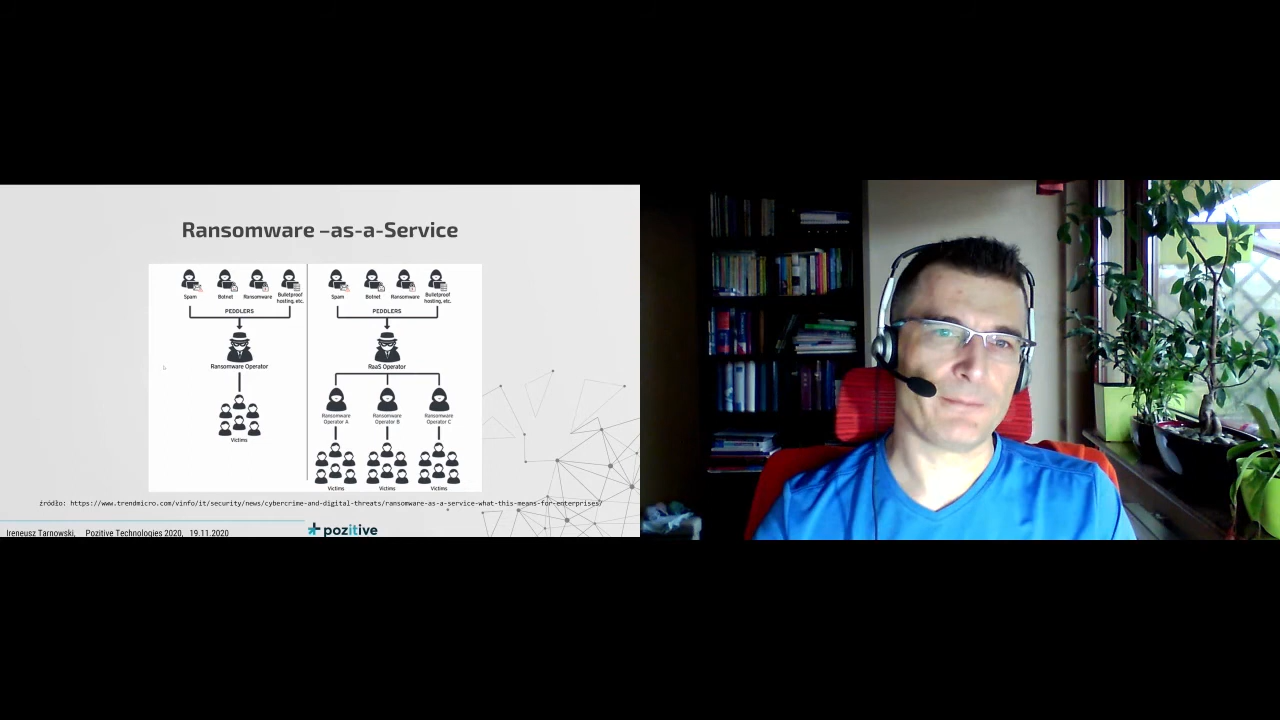 Ransomware –as-a-Service
Spam Botnet Ransomware Bulletproof hosting, etc.
PEDDLERS
Ransomware Operator
Victims
Spam Botnet Ransomware Bulletproof hosting, etc.
PEDDLERS
RaaS Operator
Ransomware Operator A Ransomware Operator B Ransomware Operator C
Victims Victims Victims
źródło: https://www.trendmicro.com/vinfo/it/security/news/cybercrime-and-digital-threats/ransomware-as-a-service-what-this-means-for-enterprises/
Ireneusz Tarnowski, Pozitive Technologies 2020, 19.11.2020
pozitive